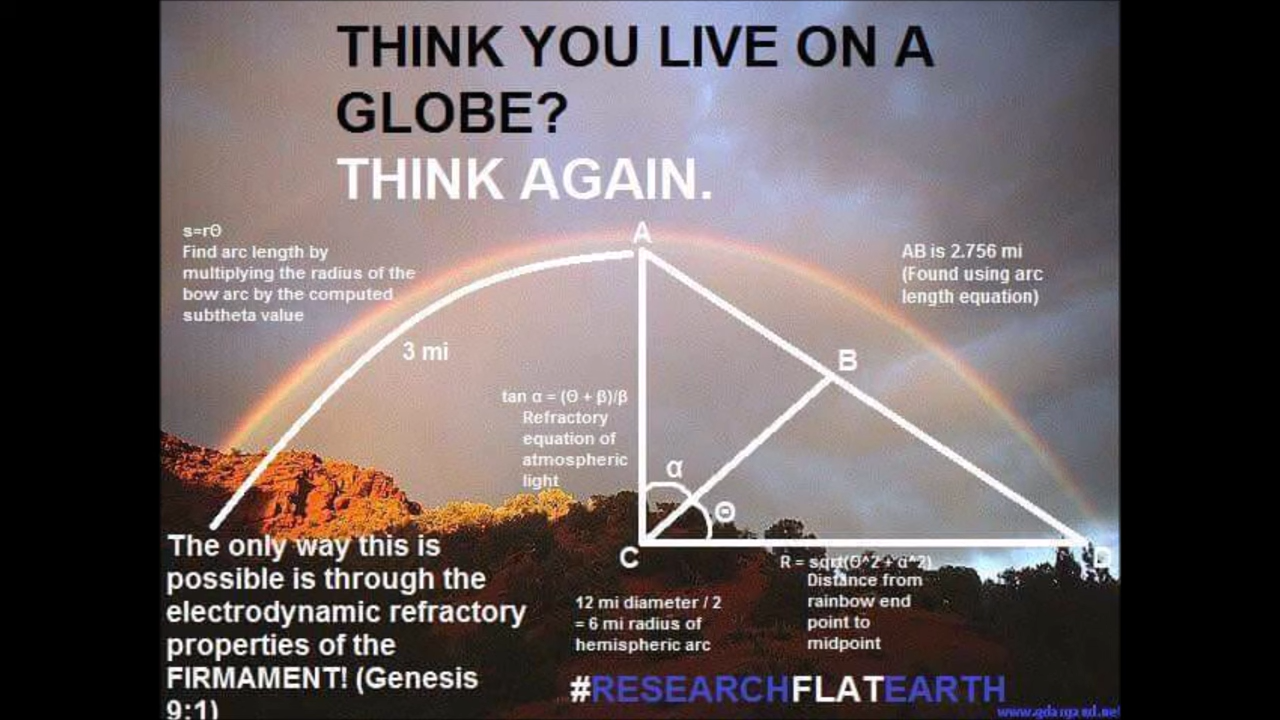 THINK YOU LIVE ON A
GLOBE?
THINK AGAIN.
s=rΘ
Find arc length by
multiplying the radius of the
bow arc by the computed
subtheta value
A
AB is 2.756 mi
(Found using arc
length equation)
3 mi
B
tan α = (Θ + β)/β
Refractory
equation of
atmospheric
light
α
Θ
C
D
R = sqrt(Θ^2 + α^2)
Distance from
rainbow end
point to
midpoint
12 mi diameter / 2
= 6 mi radius of
hemispheric arc
The only way this is
possible is through the
electrodynamic refractory
properties of the
FIRMAMENT! (Genesis
9:1)
#RESEARCHFLATEARTH